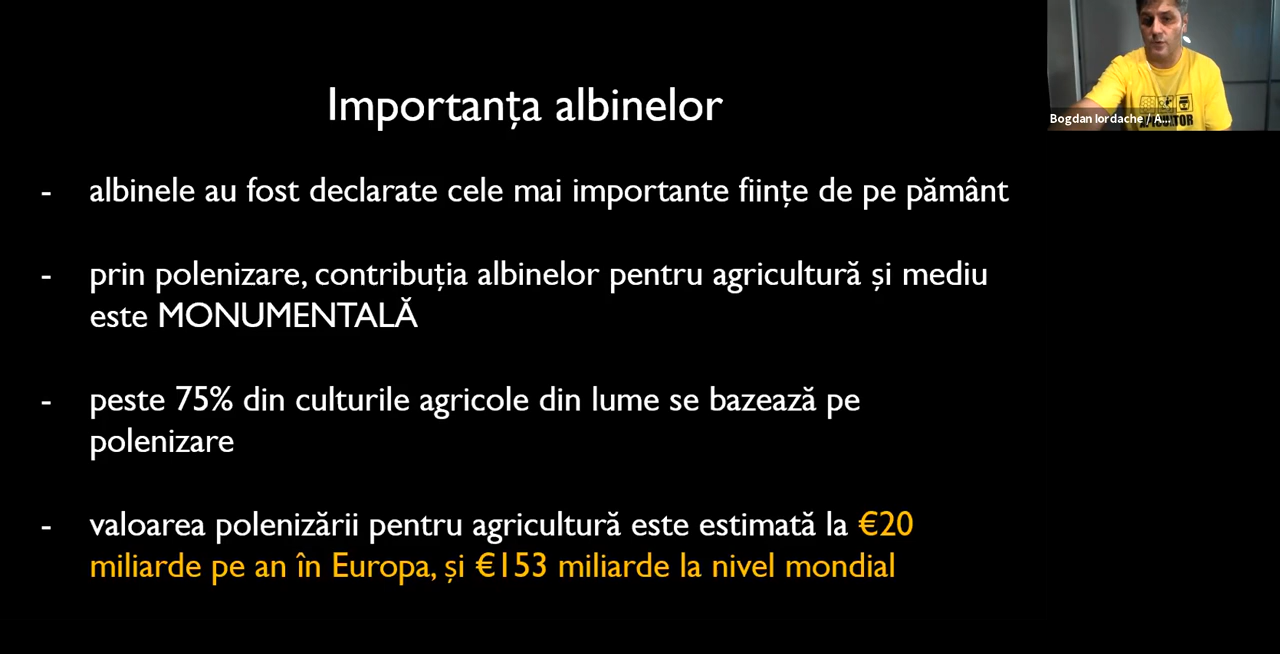 Importanța albinelor
Bogdan Iordache / A...
- albinele au fost declarate cele mai importante ființe de pe pământ
- prin polenizare, contribuția albinelor pentru agricultură și mediu
este MONUMENTALĂ
- peste 75% din culturile agricole din lume se bazează pe
polenizare
- valoarea polenizării pentru agricultură este estimată la €20
miliarde pe an în Europa, și €153 miliarde la nivel mondial